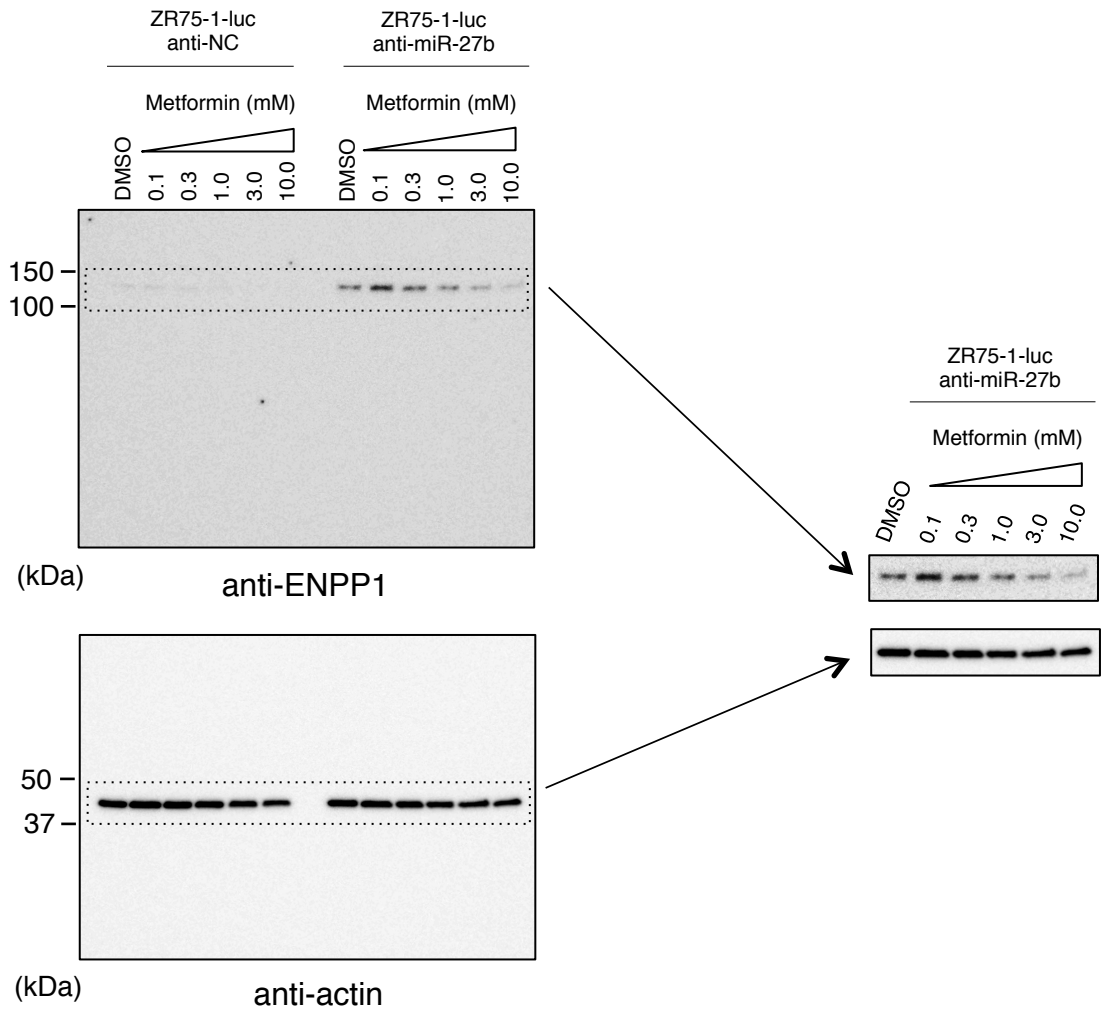 ZR75-1-luc
anti-NC
ZR75-1-luc
anti-miR-27b
Metformin (mM)
Metformin (mM)
DMSO 0.1 0.3 1.0 3.0 10.0
DMSO 0.1 0.3 1.0 3.0 10.0
150
100
(kDa)
anti-ENPP1
50
37
(kDa)
anti-actin
ZR75-1-luc
anti-miR-27b
Metformin (mM)
DMSO 0.1 0.3 1.0 3.0 10.0